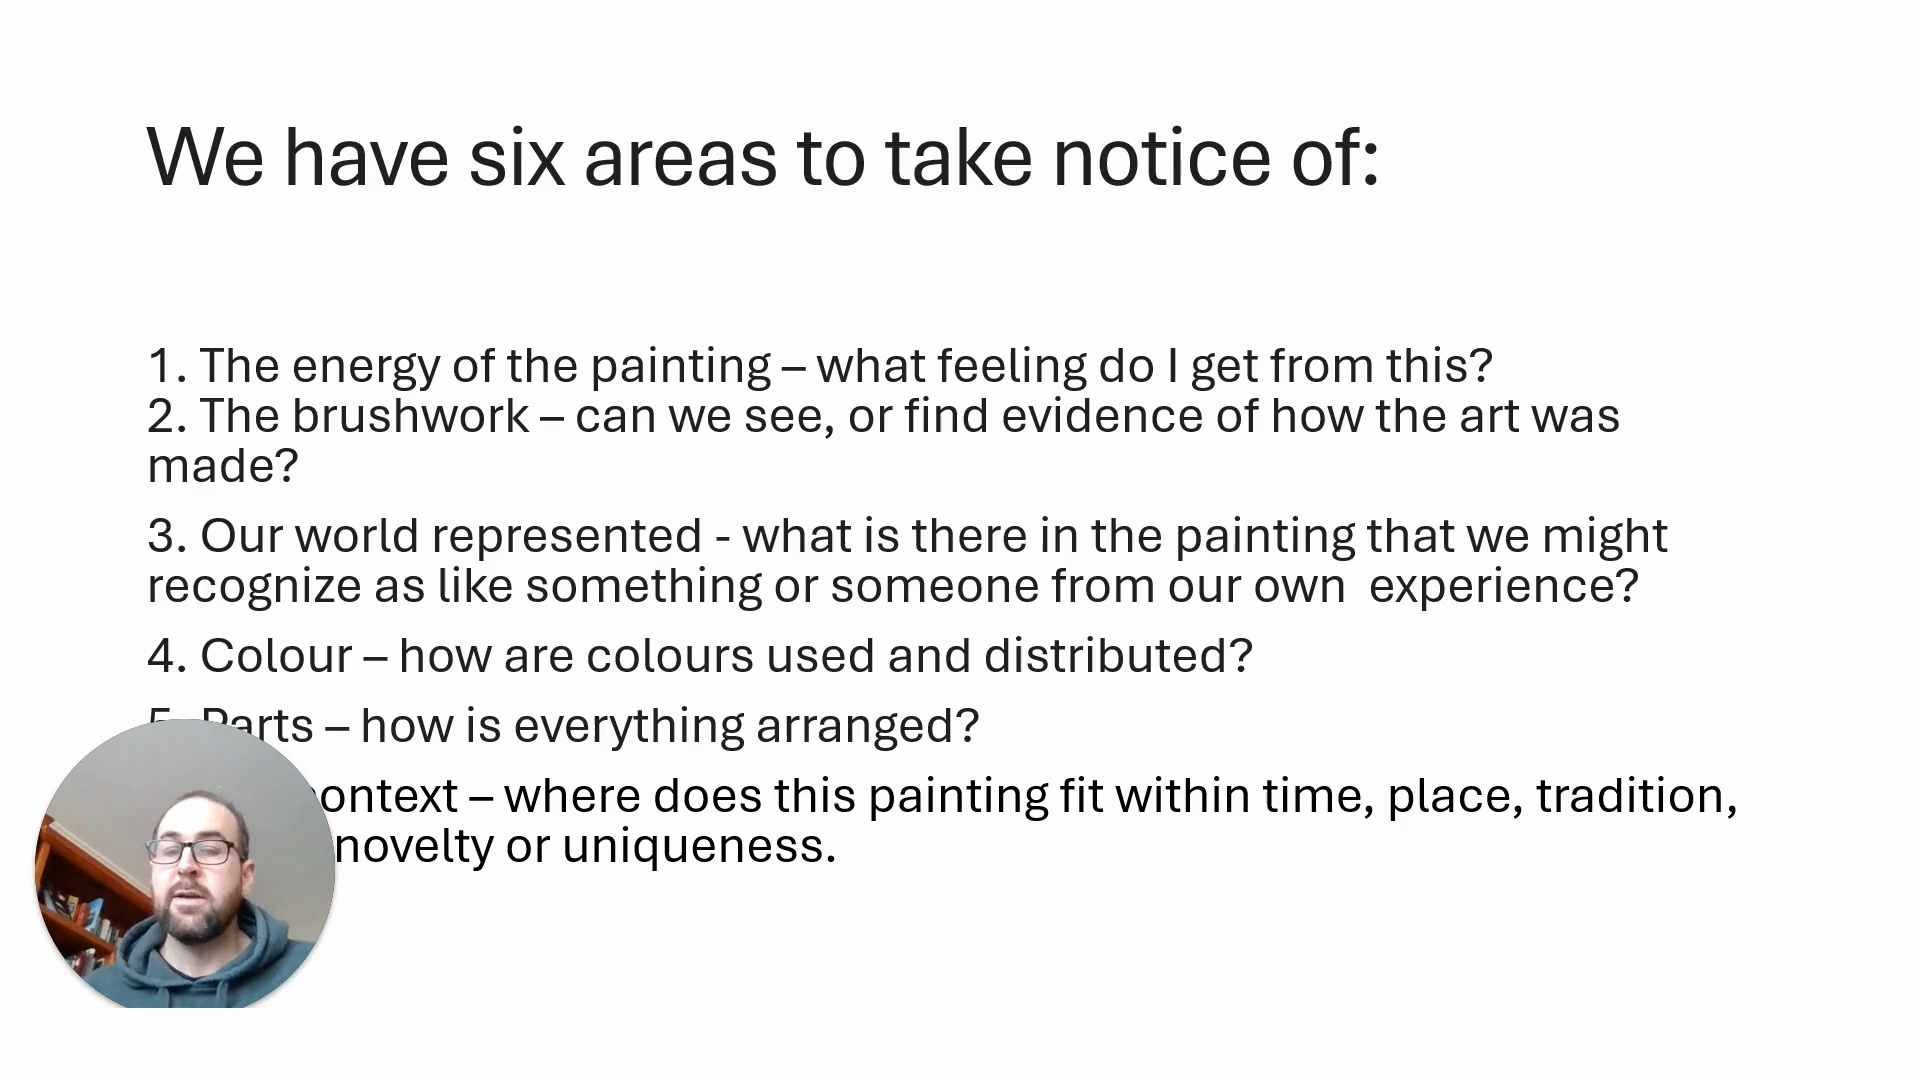 We have six areas to take notice of:
1. The energy of the painting – what feeling do I get from this?
2. The brushwork – can we see, or find evidence of how the art was
made?
3. Our world represented - what is there in the painting that we might
recognize as like something or someone from our own  experience?
4. Colour – how are colours used and distributed?
5. Parts – how is everything arranged?
context – where does this painting fit within time, place, tradition,
novelty or uniqueness.